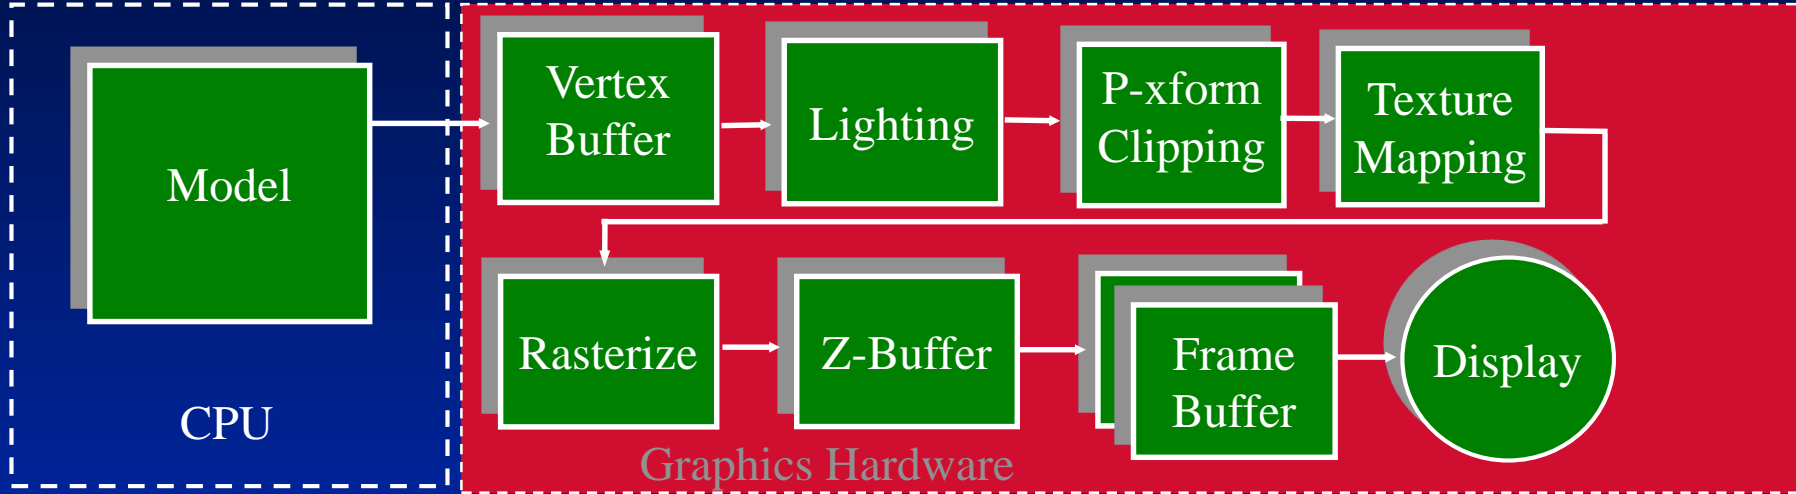 Model
CPU
Vertex
Buffer
Lighting
P-xform
Clipping
Texture
Mapping
Rasterize
Z-Buffer
Frame
Buffer
Display
Graphics Hardware